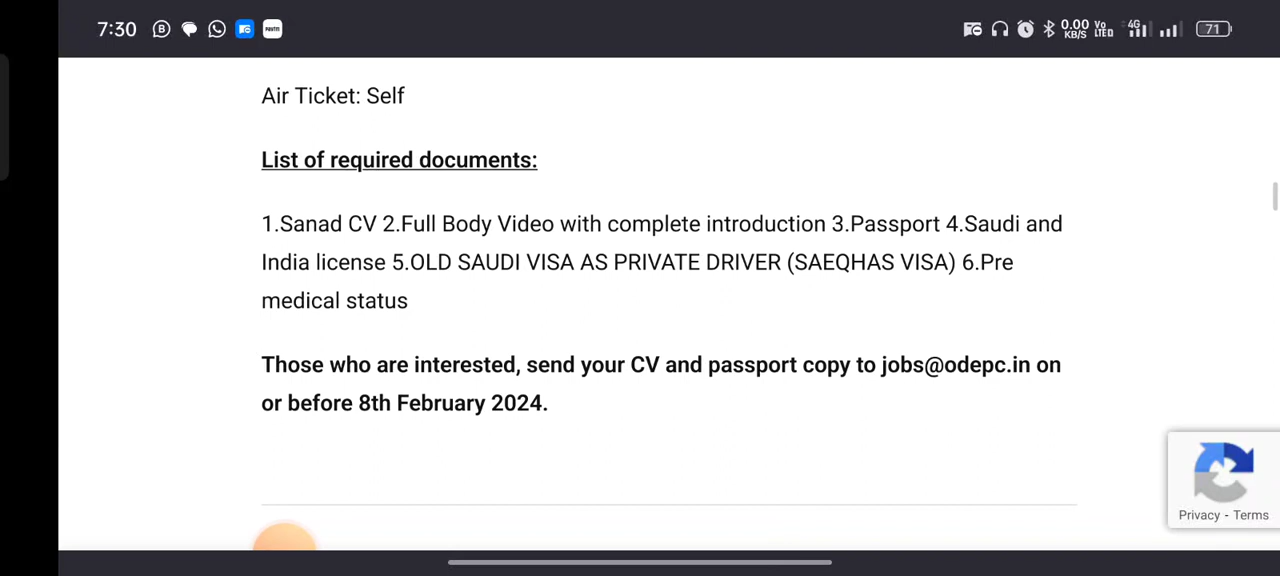 7:30
0.00
KB/S
Vo
LTED
4G
71
Air Ticket: Self
List of required documents:
1.Sanad CV 2.Full Body Video with complete introduction 3.Passport 4.Saudi and
India license 5.OLD SAUDI VISA AS PRIVATE DRIVER (SAEQHAS VISA) 6.Pre
medical status
Those who are interested, send your CV and passport copy to jobs@odepc.in on
or before 8th February 2024.
Privacy - Terms